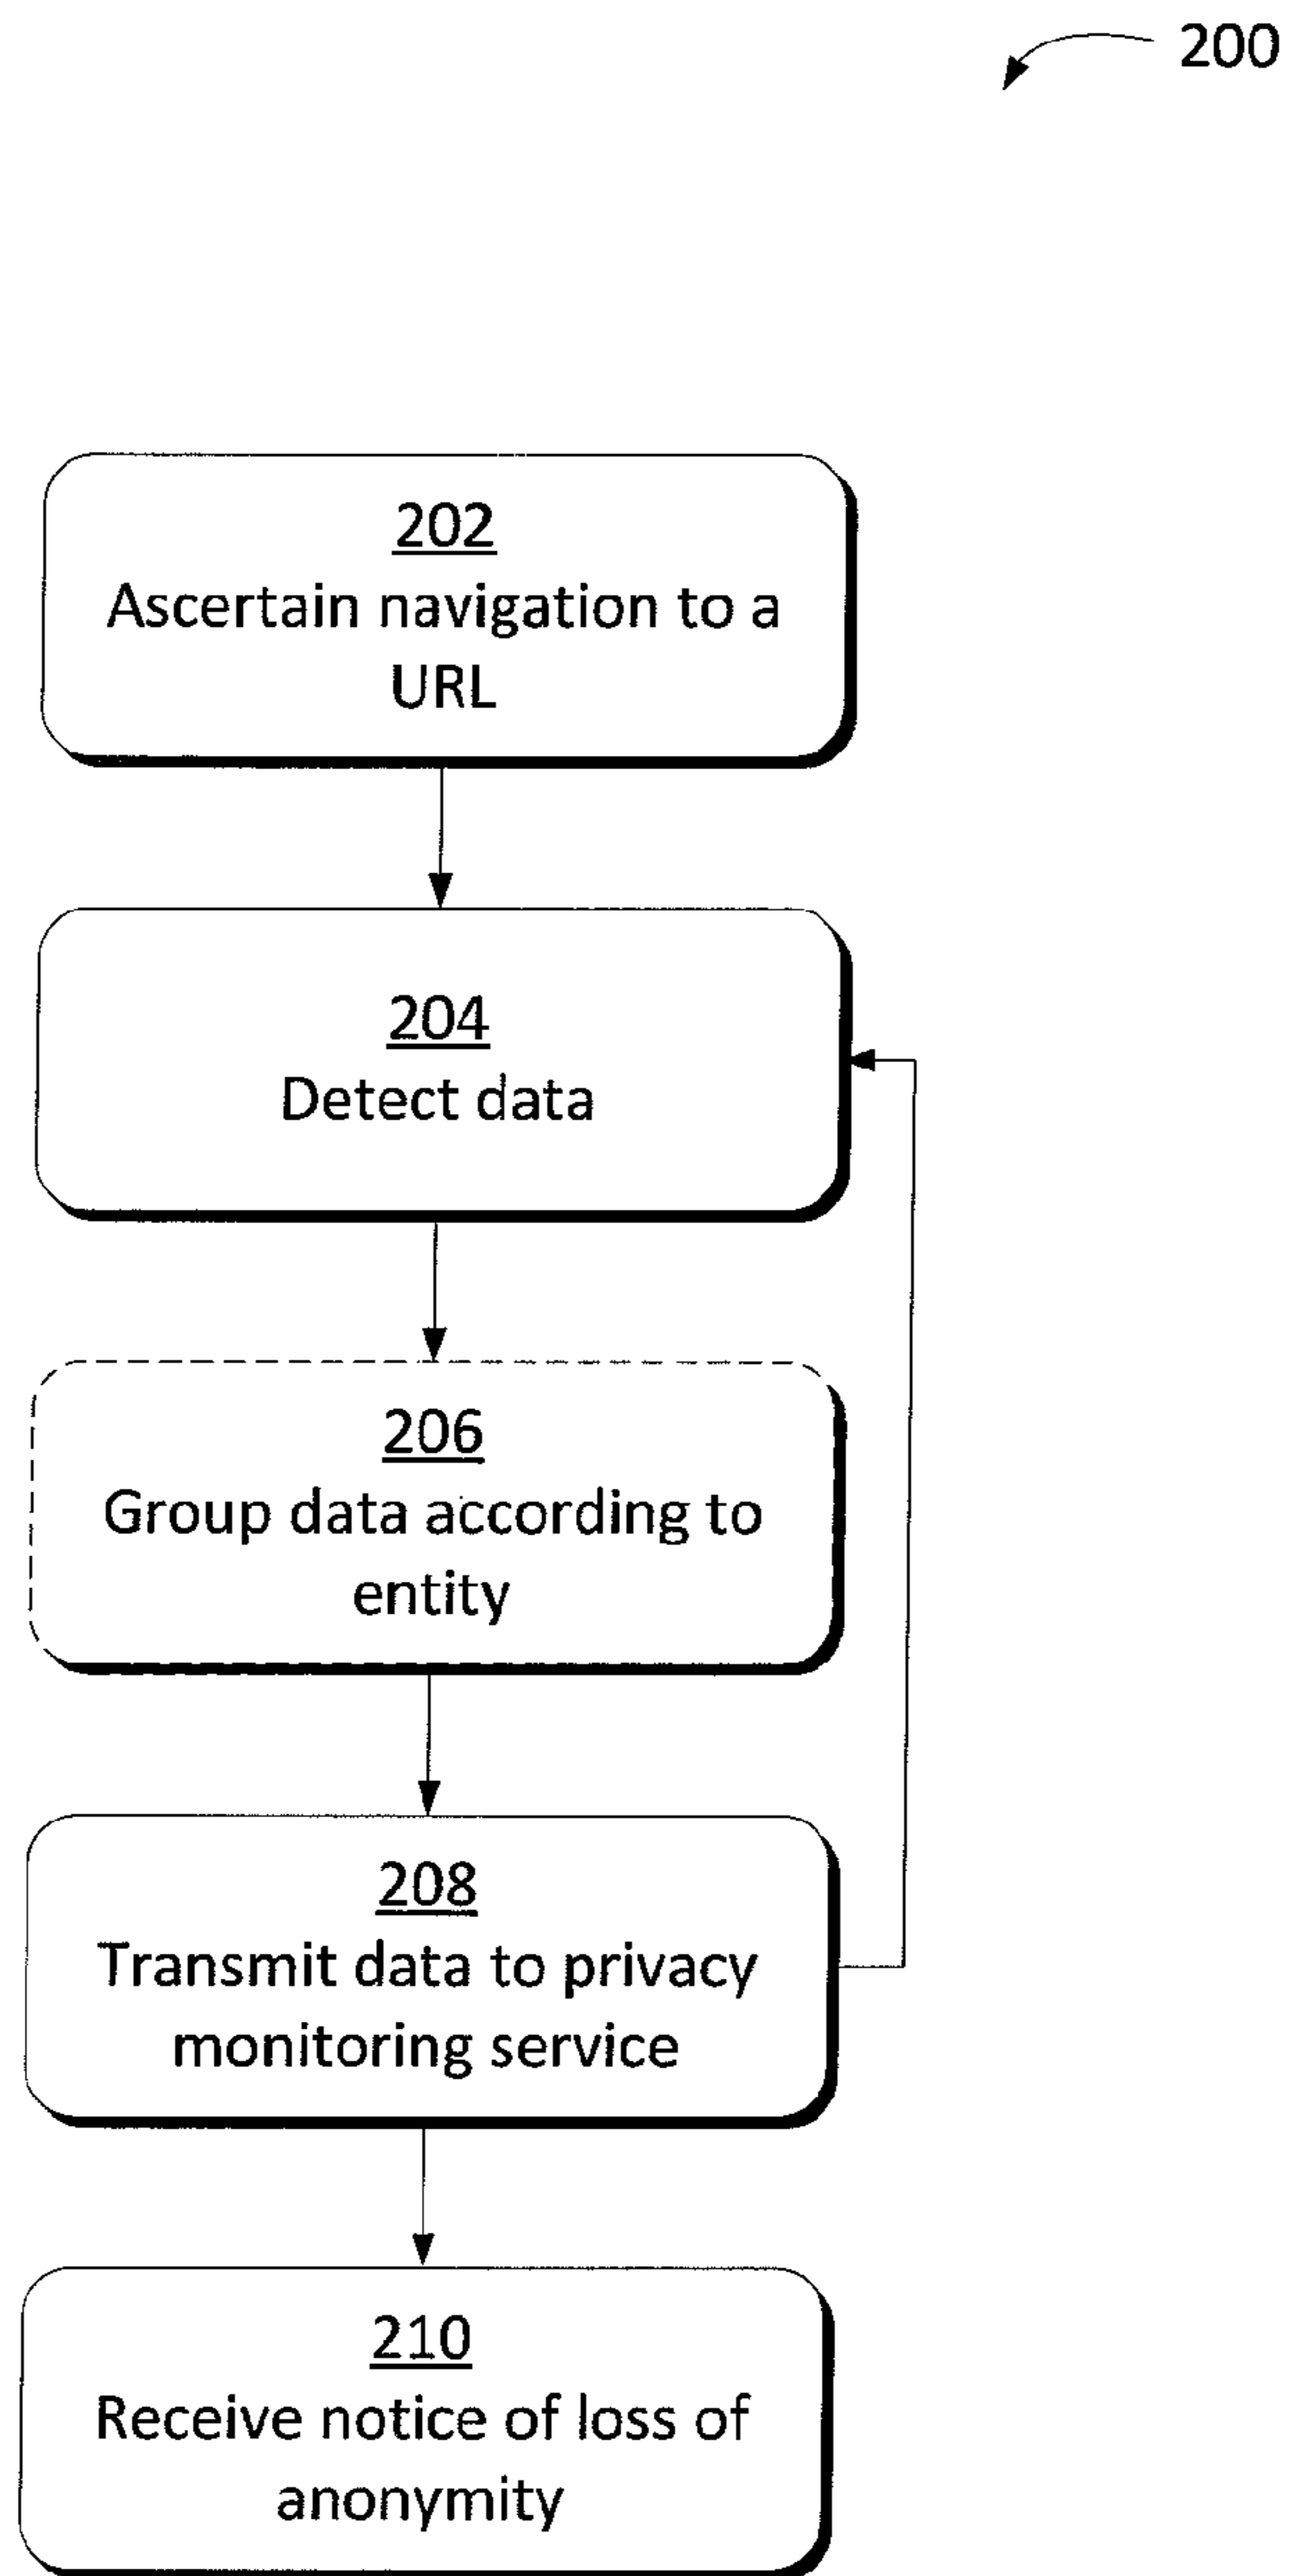 200
202
Ascertain navigation to a
URL
204
Detect data
206
Group data according to
entity
208
Transmit data to privacy
monitoring service
210
Receive notice of loss of
anonymity